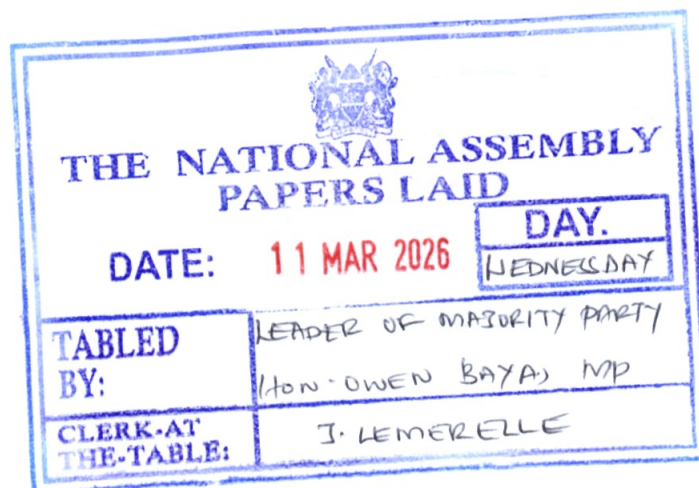 THE NATIONAL ASSEMBLY
PAPERS LAID
DATE: 11 MAR 2026
DAY.
WEDNESSDAY
TABLED BY:
LEADER OF MAJORITY PARTY
HON. OWEN BAYA, MP
CLERK-AT THE-TABLE:
J. LEMERELLE